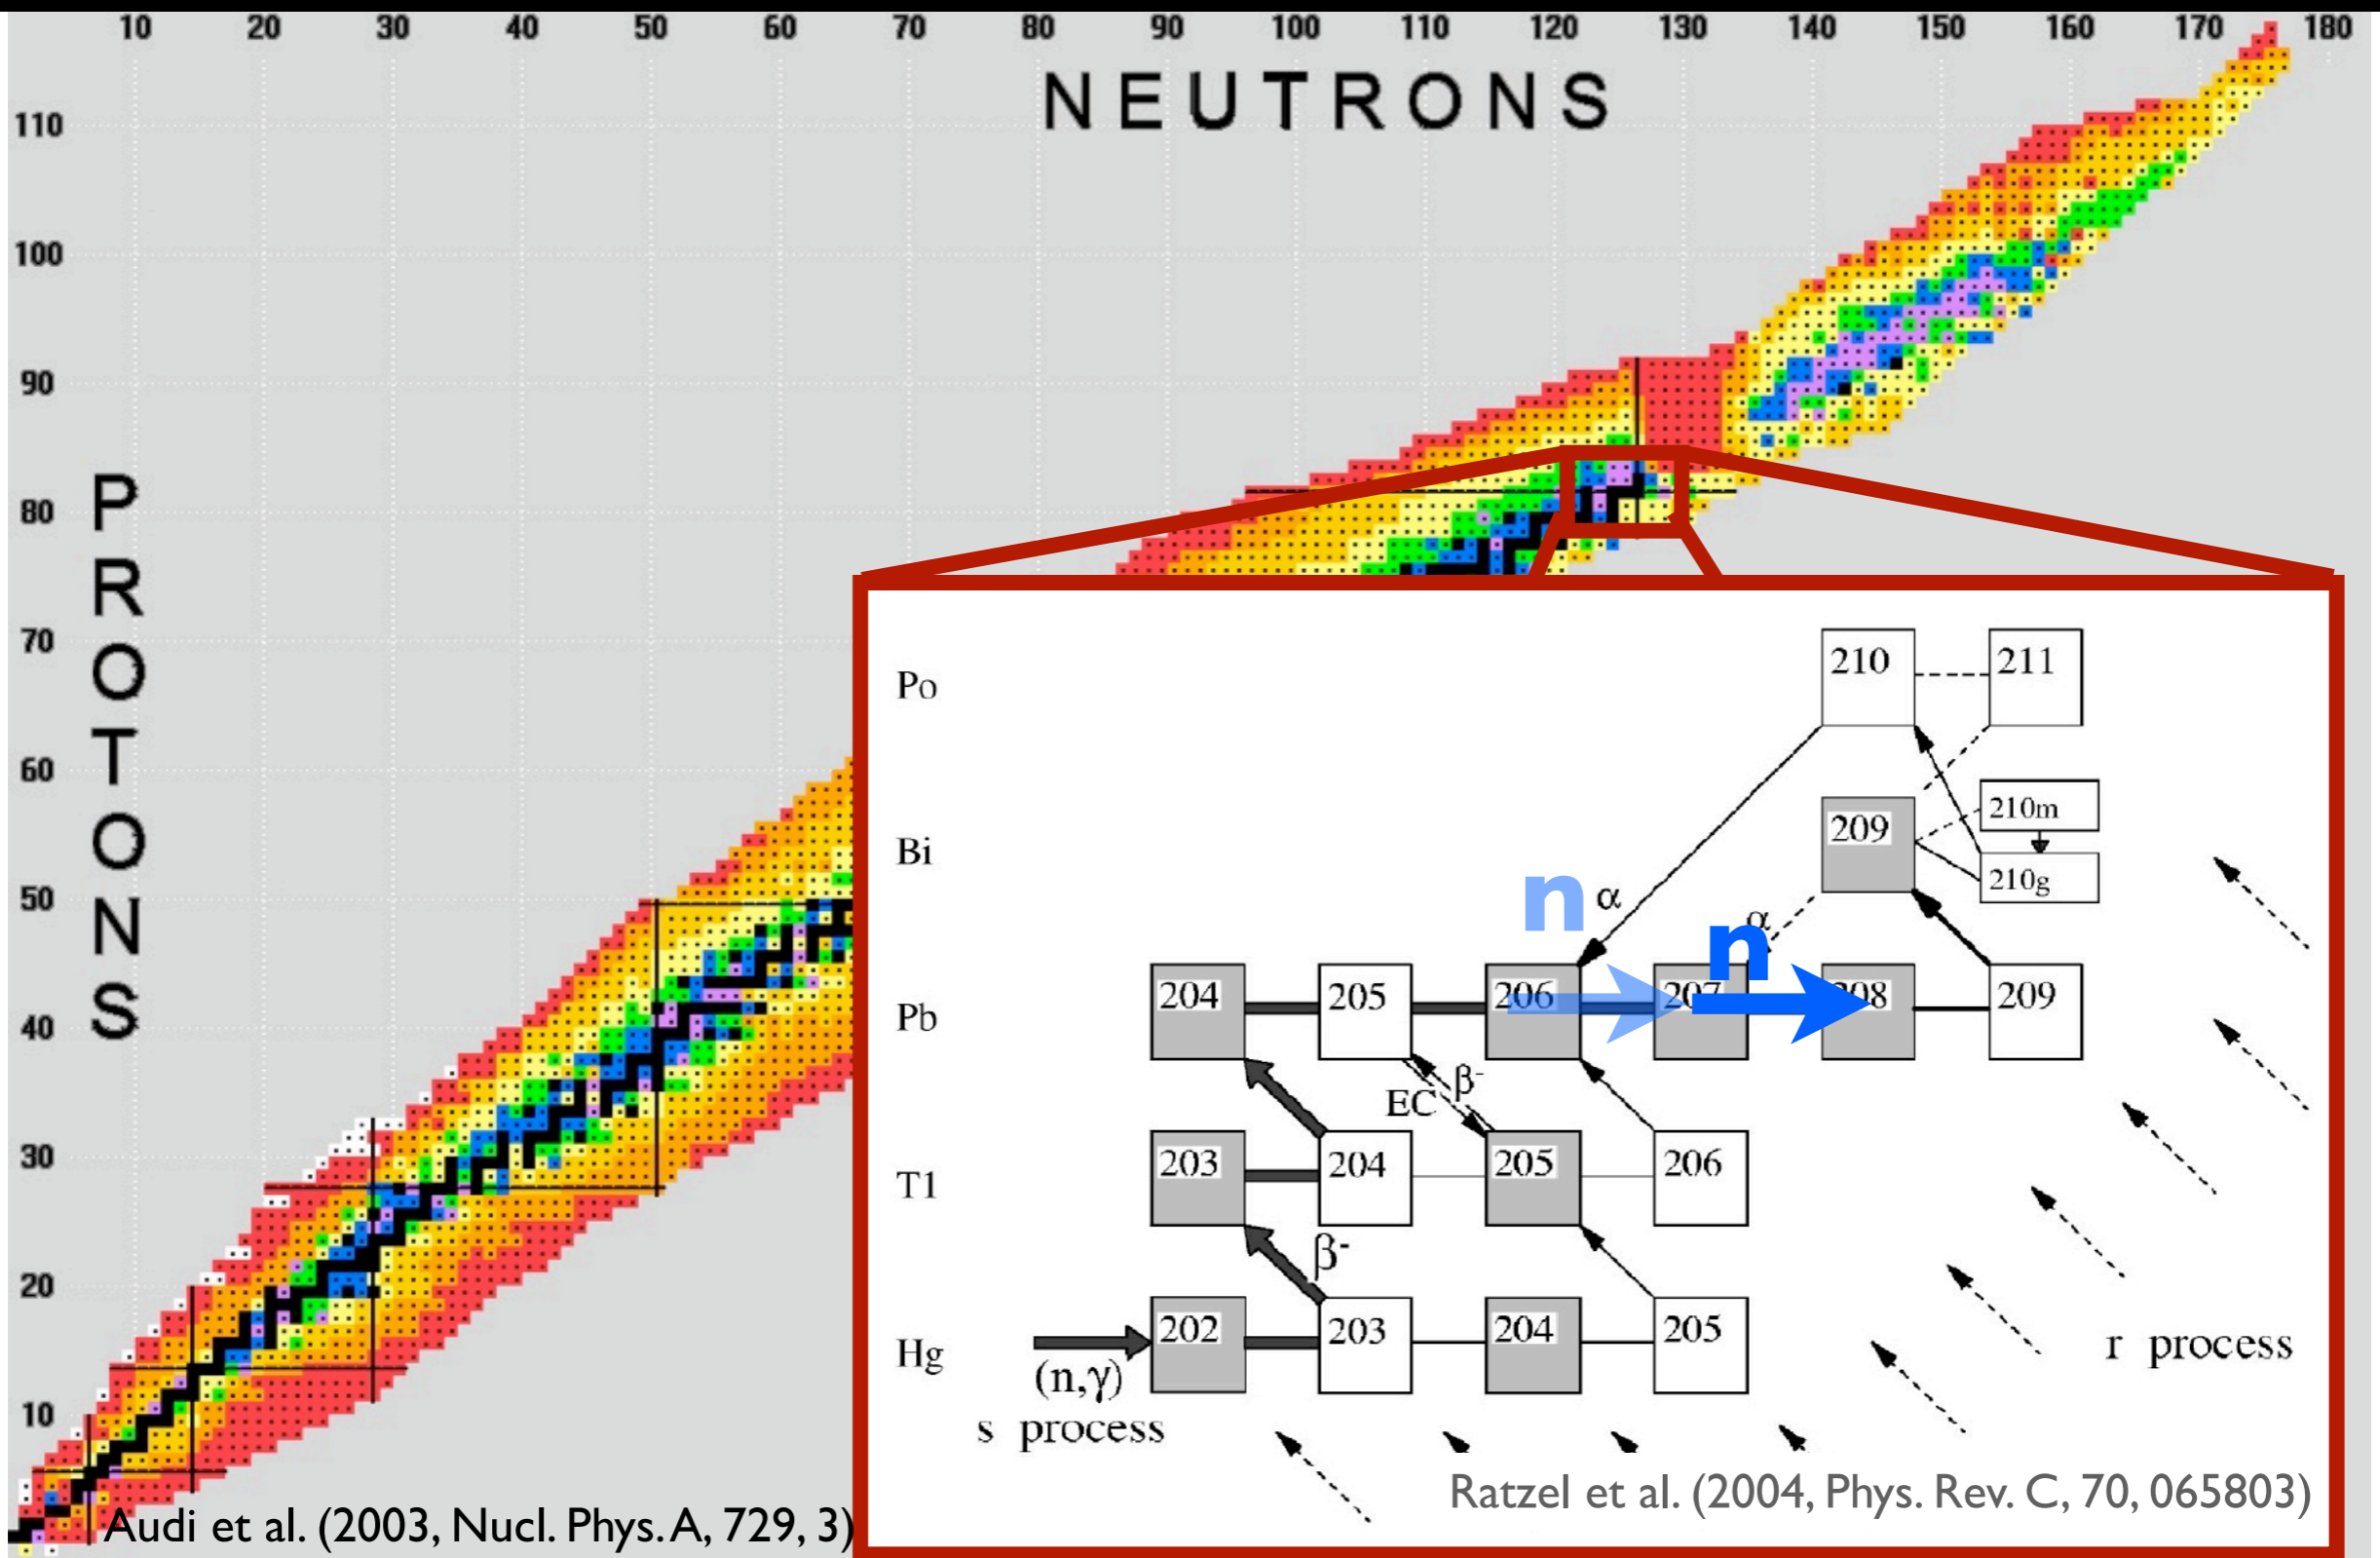 10 20 30 40 50 60 70 80 90 100 110 120 130 140 150 160 170 180
NEUTRONS
110
100
90
80
70
60
50
40
30
20
10
PROTONS
Po
210
211
Bi
209
210m
210g
α
n
α
n
Pb
204
205
206
207
208
209
EC
β-
Tl
203
204
205
206
β-
Hg
202
203
204
205
(n,γ)
s process
r process
Ratzel et al. (2004, Phys. Rev. C, 70, 065803)
Audi et al. (2003, Nucl. Phys. A, 729, 3)